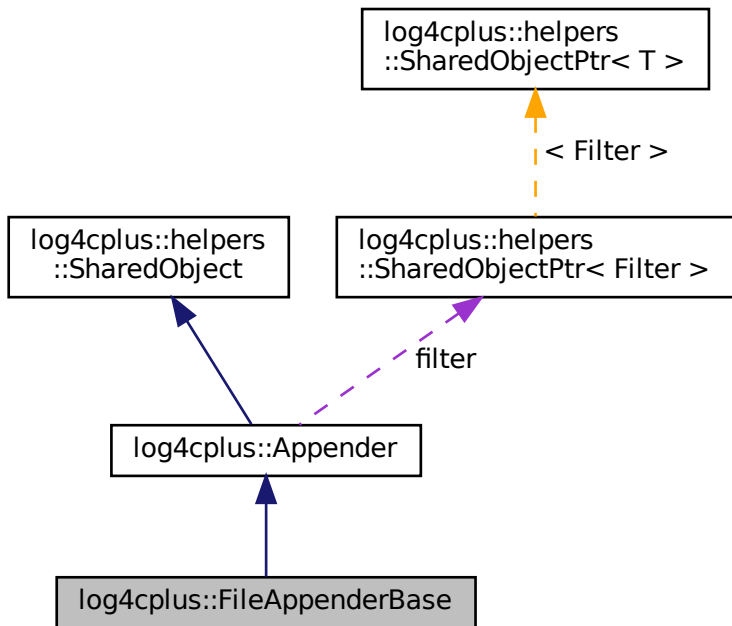 log4cplus::helpers
::SharedObjectPtr< T >
< Filter >
log4cplus::helpers
::SharedObject
log4cplus::helpers
::SharedObjectPtr< Filter >
filter
log4cplus::Appender
log4cplus::FileAppenderBase